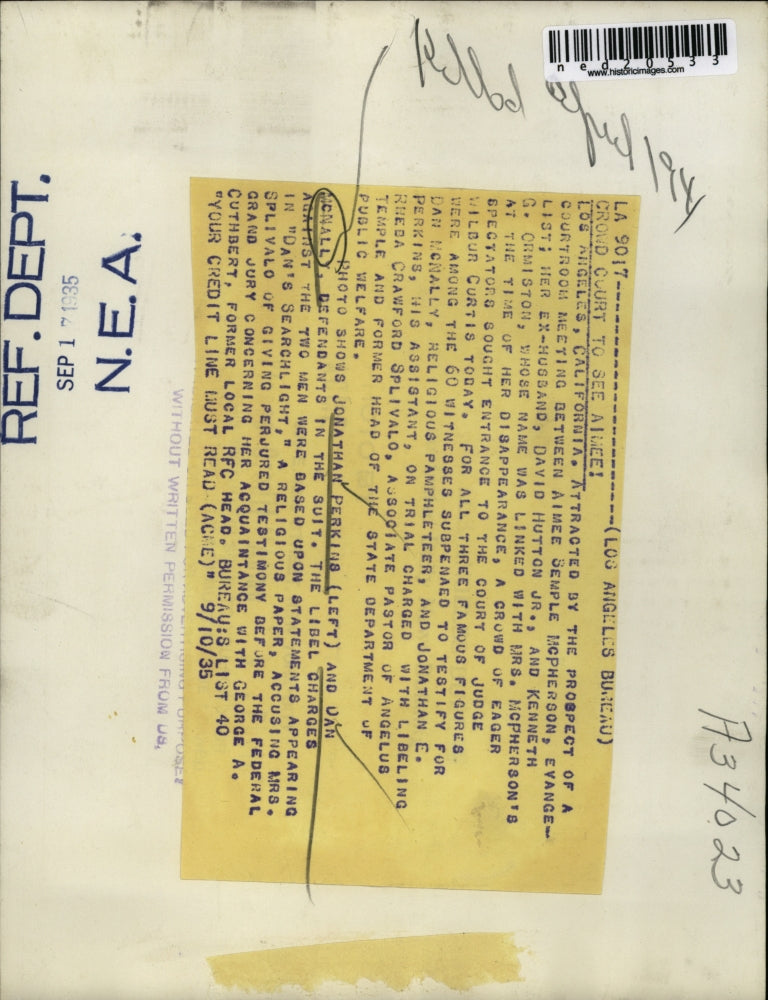 ned20533
www.historicimages.com
LA 9017---------------------(LOS ANGELES BUREAU)
CROWD COURT TO SEE AIMEE!
LOS ANGELES, CALIFORNIA. ATTRACTED BY THE PROSPECT OF A
COURTROOM MEETING BETWEEN AIMEE SEMPLE MCPHERSON, EVANGE-
LIST; HER EX-HUSBAND, DAVID HUTTON JR., AND KENNETH
G. ORMISTON, WHOSE NAME WAS LINKED WITH MRS. MCPHERSON'S
AT THE TIME OF HER DISAPPEARANCE, A CROWD OF EAGER
SPECTATORS SOUGHT ENTRANCE TO THE COURT OF JUDGE
WILBUR CURTIS TODAY. FOR ALL THREE FAMOUS FIGURES
WERE AMONG THE 60 WITNESSES SUBPENAED TO TESTIFY FOR
DAN MCNALLY, RELIGIOUS PAMPHLETEER, AND JONATHAN E.
PERKINS, HIS ASSISTANT, ON TRIAL CHARGED WITH LIBELING
RHEBA CRAWFORD SPLIVALO, ASSOCIATE PASTOR OF ANGELUS
TEMPLE AND FORMER HEAD OF THE STATE DEPARTMENT OF
PUBLIC WELFARE.
PHOTO SHOWS JONATHAN PERKINS (LEFT) AND DAN
MCNALLY, DEFENDANTS IN THE SUIT. THE LIBEL CHARGES
AGAINST THE TWO MEN WERE BASED UPON STATEMENTS APPEARING
IN "DAN'S SEARCHLIGHT," A RELIGIOUS PAPER, ACCUSING MRS.
SPLIVALO OF GIVING PERJURED TESTIMONY BEFORE THE FEDERAL
GRAND JURY CONCERNING HER ACQUAINTANCE WITH GEORGE A.
CUTHBERT, FORMER LOCAL RFC HEAD. BUREAU:S LIST 40
"YOUR CREDIT LINE MUST READ (ACME)" 9/10/35
WITHOUT WRITTEN PERMISSION FROM US.
N.E.A.
SEP 17 1935
REF. DEPT.
A34023